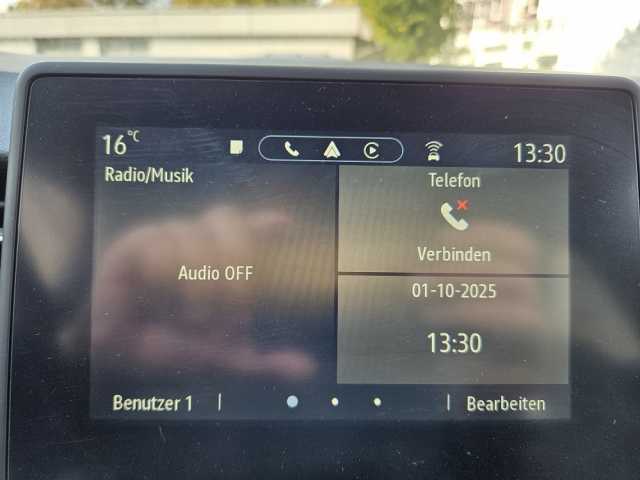 16°C
13:30
Radio/Musik
Audio OFF
Telefon
Verbinden
01-10-2025
13:30
Benutzer 1
Bearbeiten